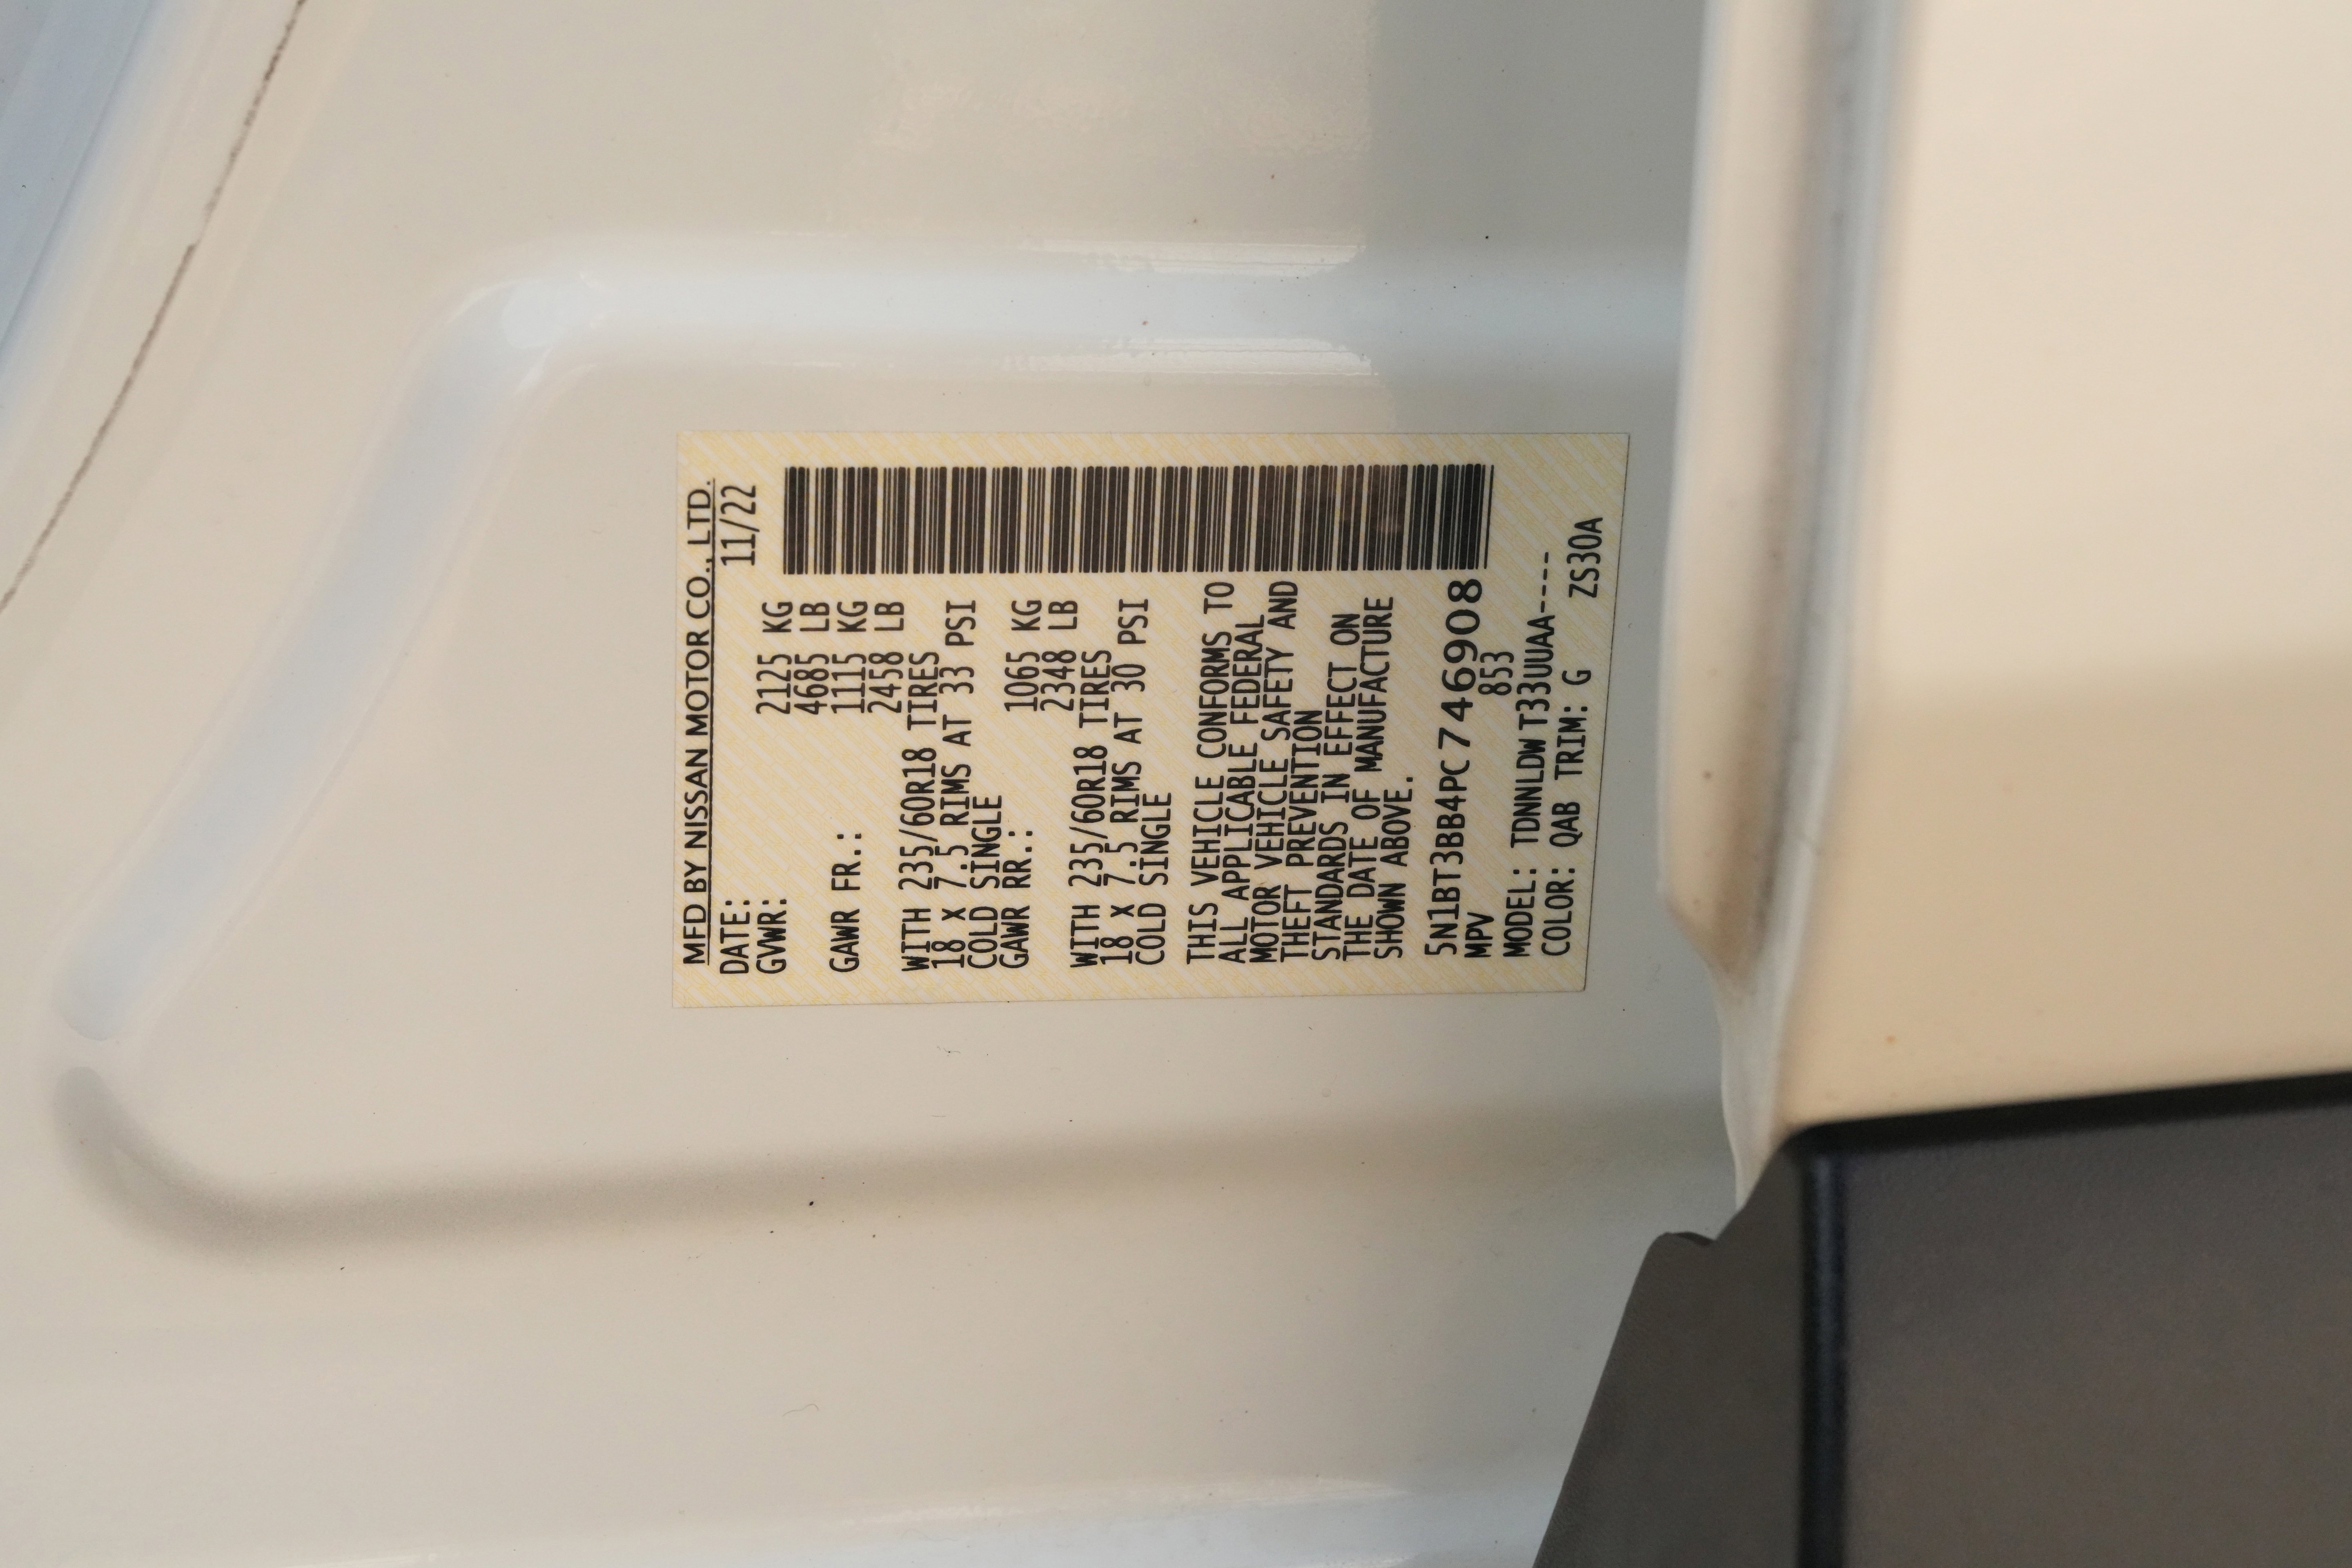 MFD BY NISSAN MOTOR CO., LTD.
DATE: 11/22
GVWR: 2125 KG
4685 LB
GAWR FR.: 1115 KG
2458 LB
WITH 235/60R18 TIRES
18 x 7.5 RIMS AT 33 PSI
COLD SINGLE
GAWR RR.: 1065 KG
2348 LB
WITH 235/60R18 TIRES
18 x 7.5 RIMS AT 30 PSI
COLD SINGLE
THIS VEHICLE CONFORMS TO
ALL APPLICABLE FEDERAL
MOTOR VEHICLE SAFETY AND
THEFT PREVENTION
STANDARDS IN EFFECT ON
THE DATE OF MANUFACTURE
SHOWN ABOVE.
5N1BT3BB4PC746908
MPV 853
MODEL: TDNNLDW T33UUAA----
COLOR: QAB TRIM: G ZS30A